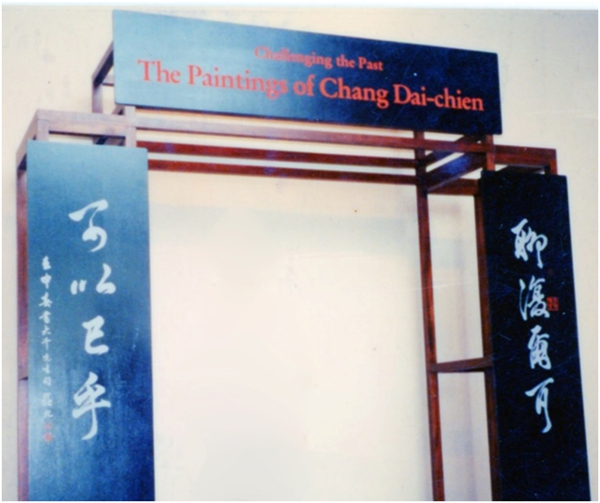 Challenging the Past
The Paintings of Chang Dai-chien
聊復爾耳
可以已乎